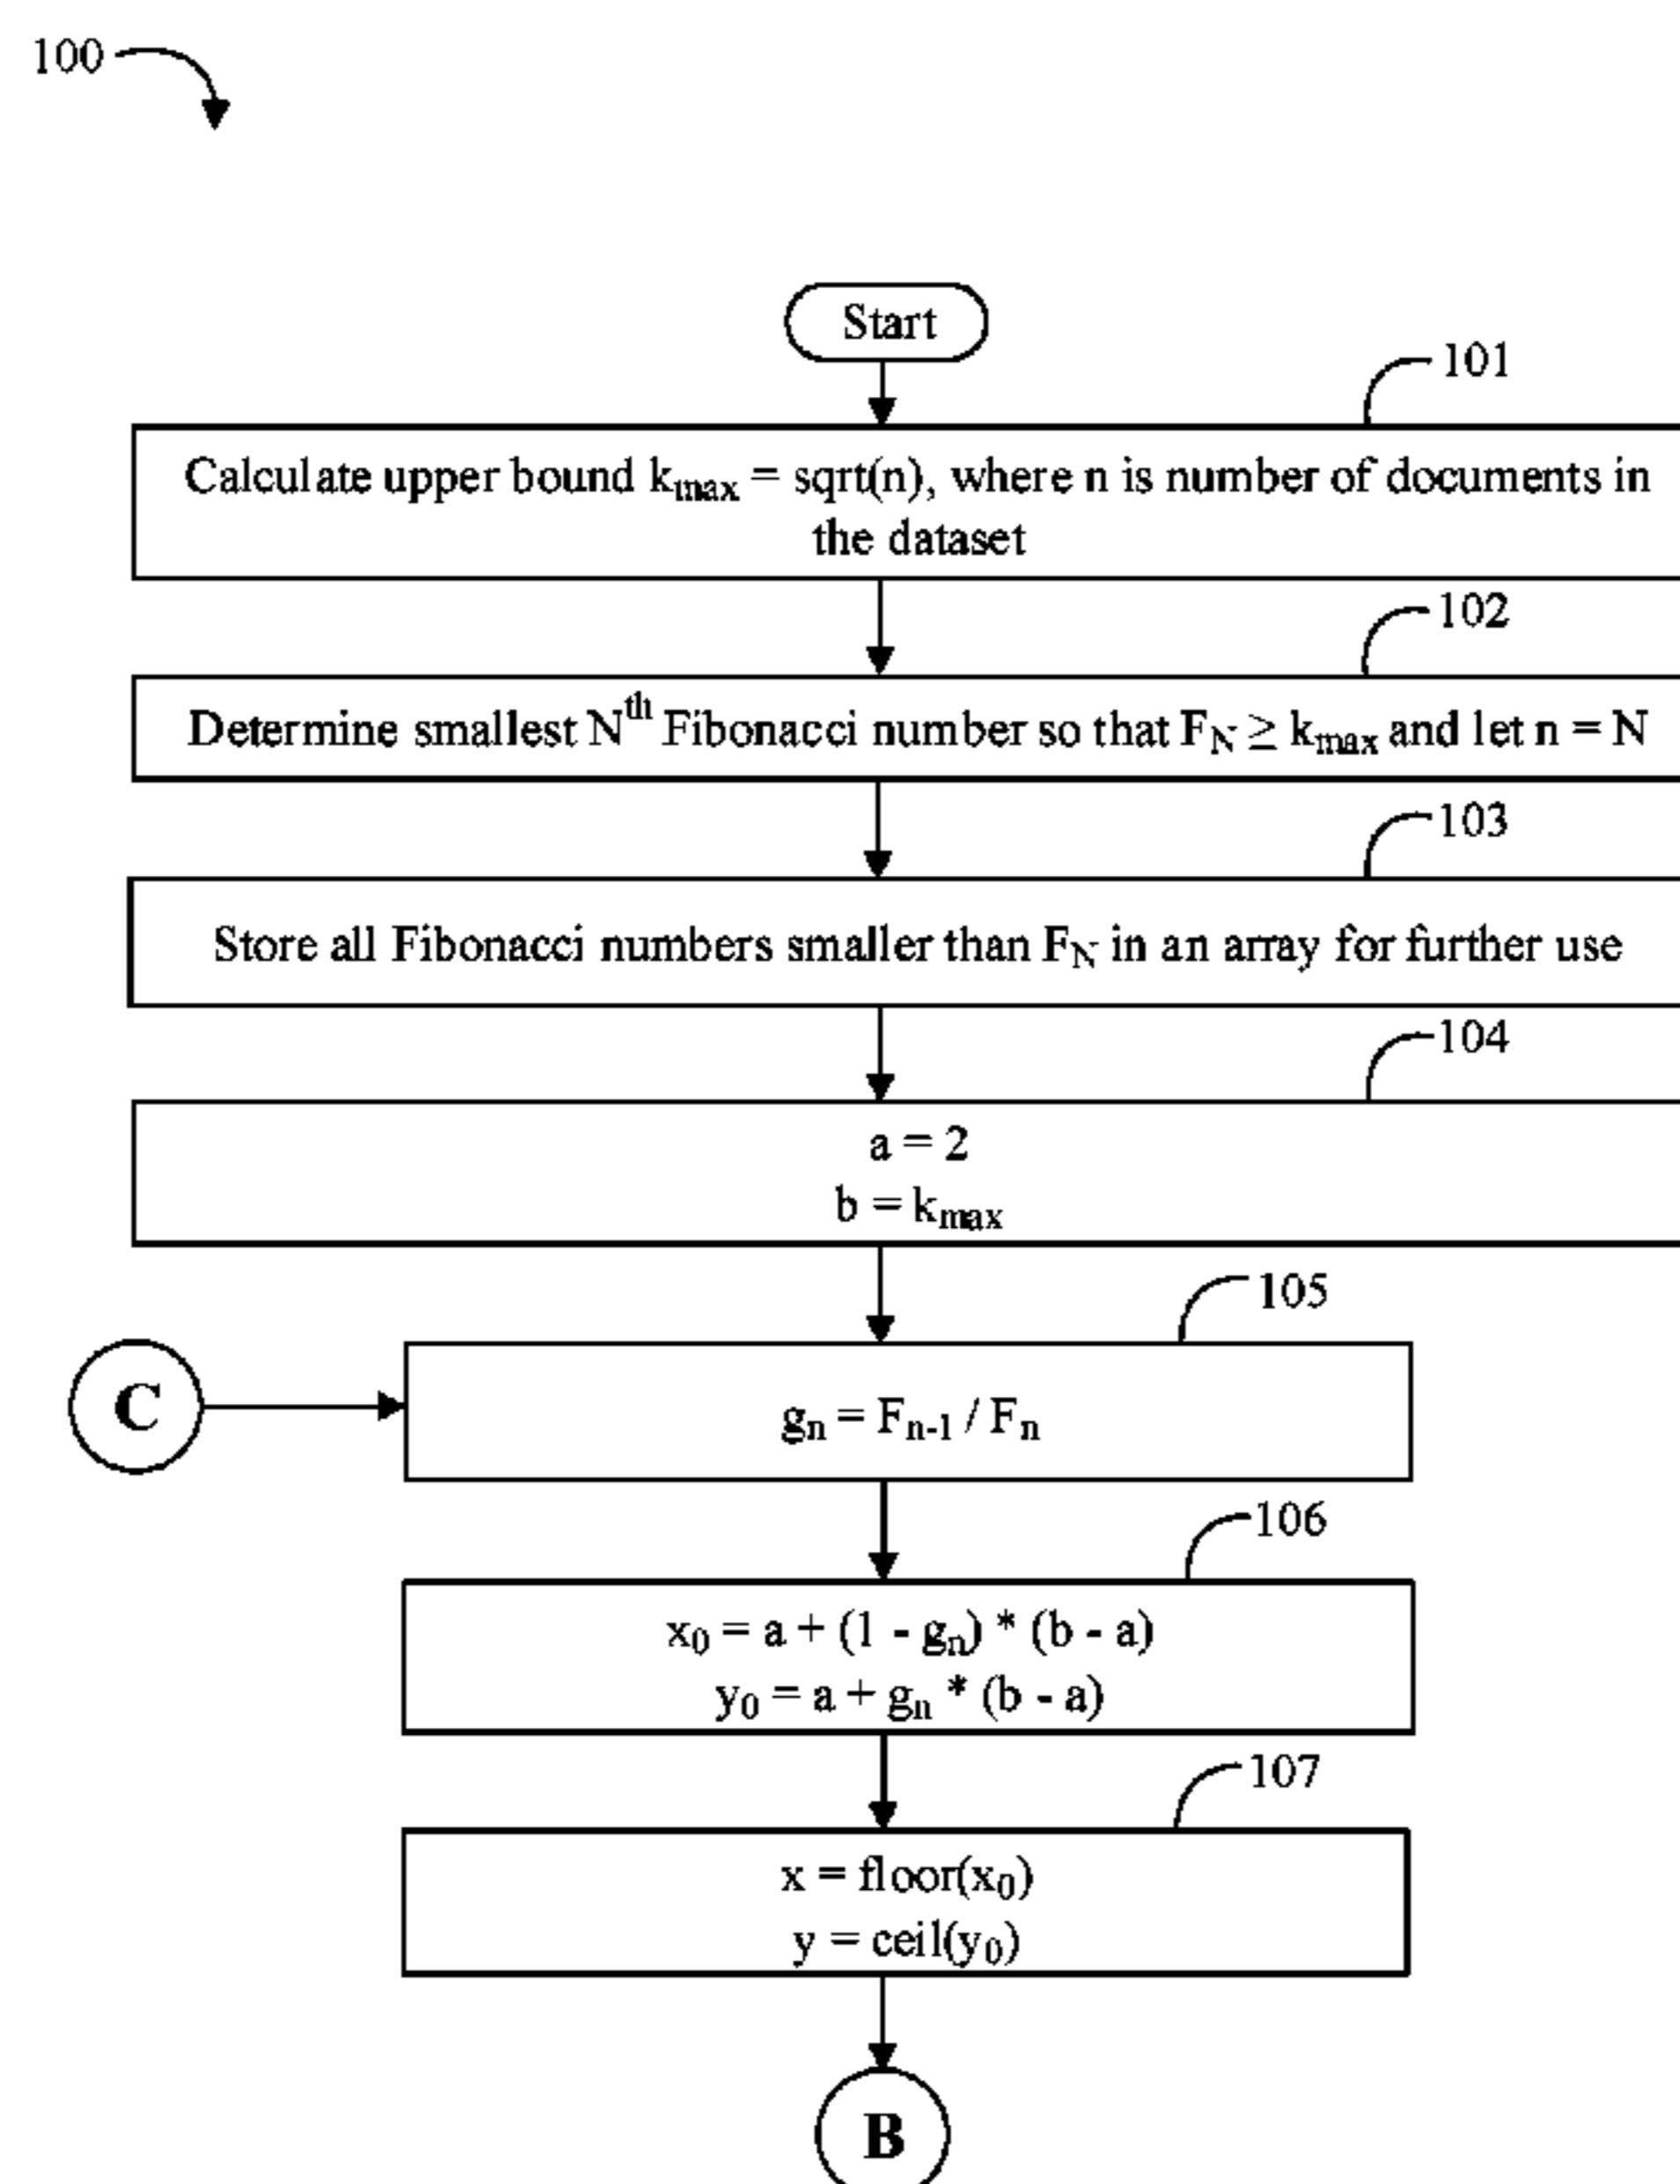 100
Start
101
Calculate upper bound kmax = sqrt(n), where n is number of documents in
the dataset
102
Determine smallest Nth Fibonacci number so that FN ≥ kmax and let n = N
103
Store all Fibonacci numbers smaller than FN in an array for further use
104
a = 2
b = kmax
105
C
gn = Fn-1 / Fn
106
x0 = a + (1 - gn) * (b - a)
y0 = a + gn * (b - a)
107
x = floor(x0)
y = ceil(y0)
B